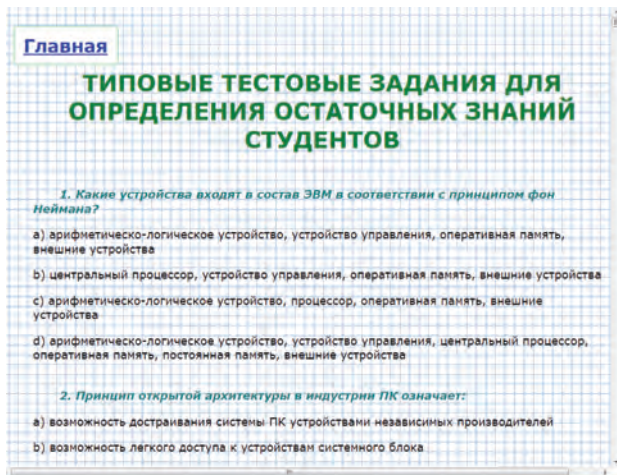 Главная
ТИПОВЫЕ ТЕСТОВЫЕ ЗАДАНИЯ ДЛЯ
ОПРЕДЕЛЕНИЯ ОСТАТОЧНЫХ ЗНАНИЙ
СТУДЕНТОВ
1. Какие устройства входят в состав ЭВМ в соответствии с принципом фон
Неймана?
a) арифметическо-логическое устройство, устройство управления, оперативная память,
внешние устройства
b) центральный процессор, устройство управления, оперативная память, внешние устройства
c) арифметическо-логическое устройство, процессор, оперативная память, внешние
устройства
d) арифметическо-логическое устройство, устройство управления, центральный процессор,
оперативная память, постоянная память, внешние устройства
2. Принцип открытой архитектуры в индустрии ПК означает:
a) возможность достраивания системы ПК устройствами независимых производителей
b) возможность легкого доступа к устройствам системного блока